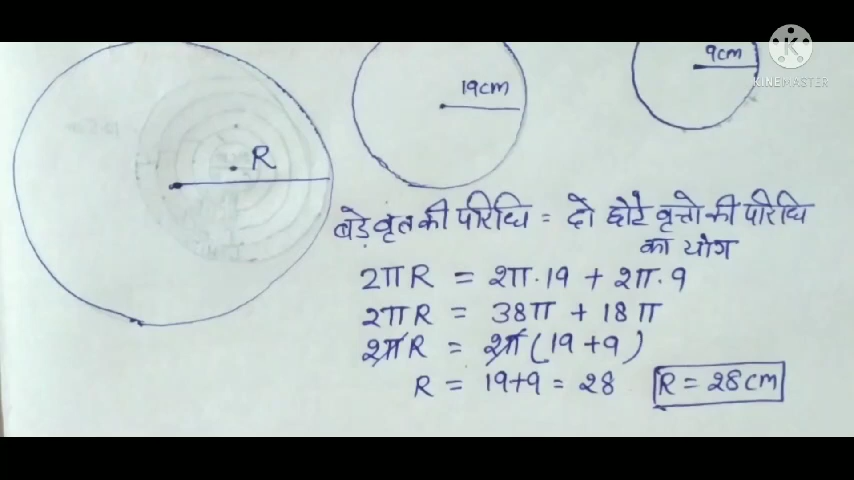 9cm
KINEMASTER
19cm
R
बड़े वृत की परिधि = दो छोटे वृत्तो की परिधि
का योग
2πR = 2π.19 + 2π.9
2πR = 38π + 18π
2πR = 2π(19+9)
R = 19+9 = 28 R = 28cm